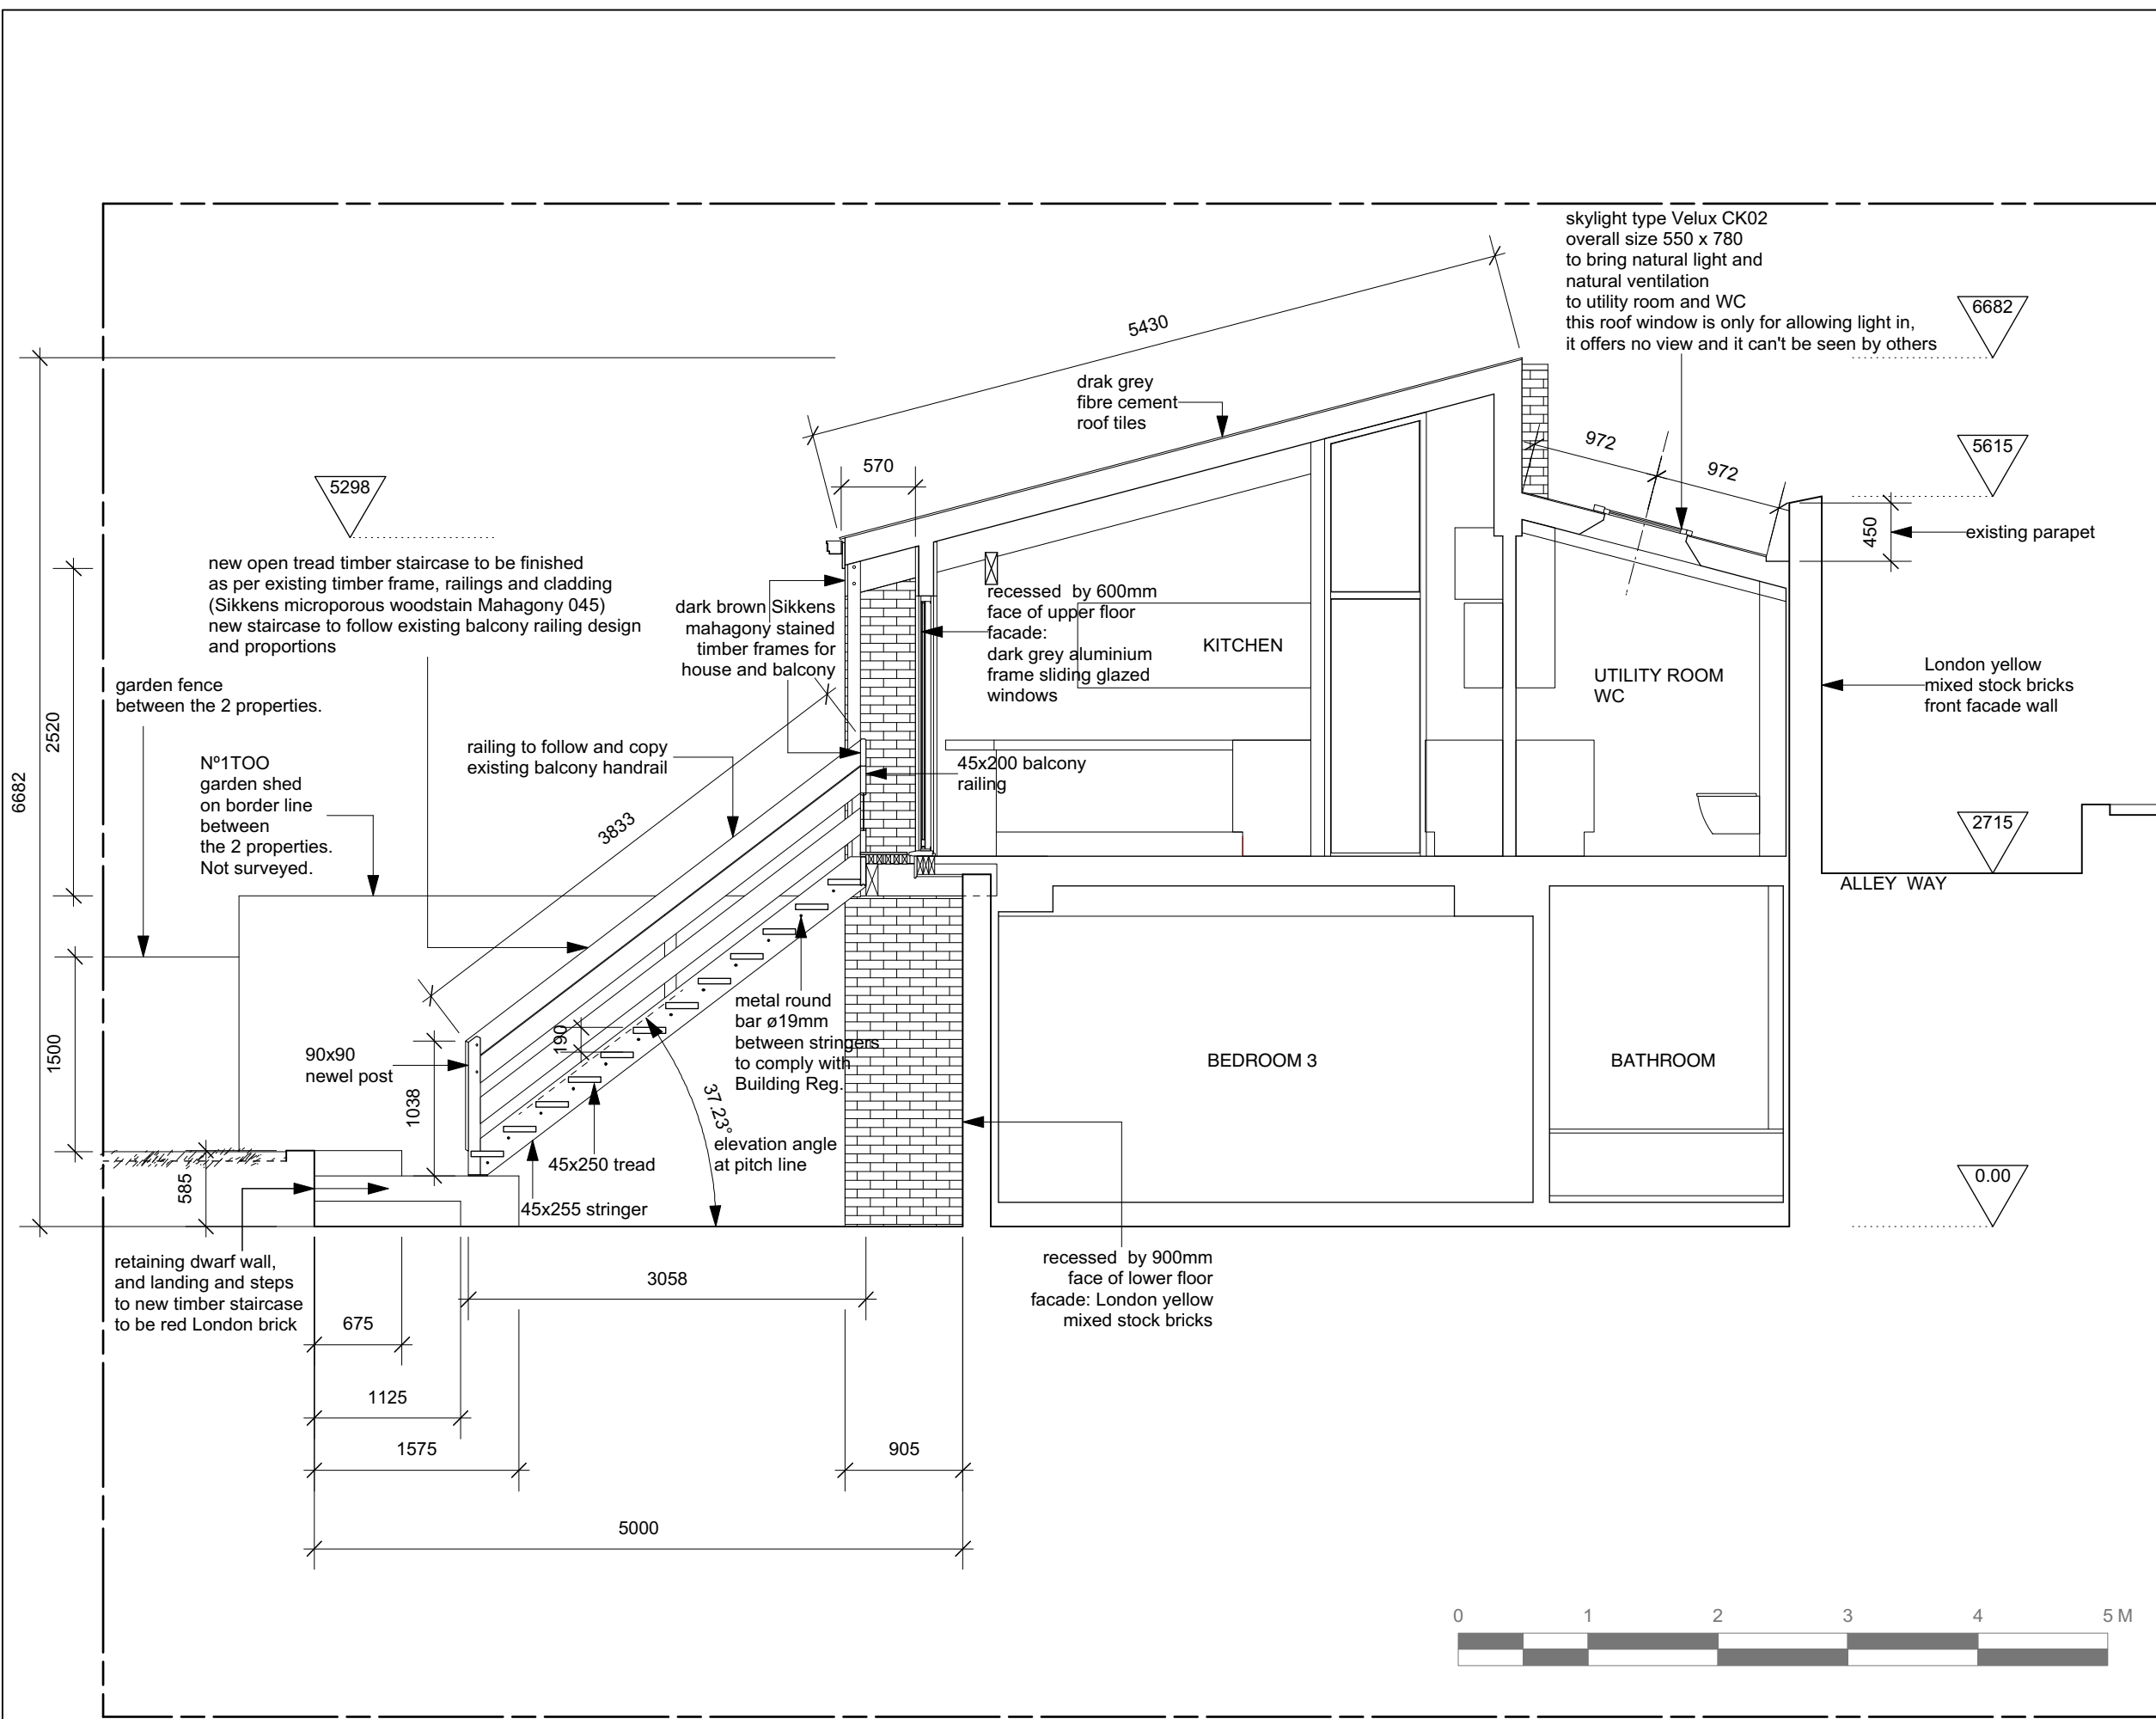 skylight type Velux CK02
overall size 550 x 780
to bring natural light and
natural ventilation
to utility room and WC
this roof window is only for allowing light in,
it offers no view and it can't be seen by others
6682
5430
drak grey
fibre cement
roof tiles
972
972
5615
570
5298
450
existing parapet
new open tread timber staircase to be finished
as per existing timber frame, railings and cladding
(Sikkens microporous woodstain Mahagony 045)
new staircase to follow existing balcony railing design
and proportions
dark brown Sikkens
mahagony stained
timber frames for
house and balcony
recessed by 600mm
face of upper floor
facade:
dark grey aluminium
frame sliding glazed
windows
KITCHEN
UTILITY ROOM
WC
London yellow
mixed stock bricks
front facade wall
garden fence
between the 2 properties.
2520
6682
railing to follow and copy
existing balcony handrail
45x200 balcony
railing
Nº1TOO
garden shed
on border line
between
the 2 properties.
Not surveyed.
3833
2715
ALLEY WAY
metal round
bar ø19mm
between stringers
to comply with
Building Reg.
190
1500
90x90
newel post
1038
37.23°
elevation angle
at pitch line
BEDROOM 3
BATHROOM
45x250 tread
45x255 stringer
585
0.00
retaining dwarf wall,
and landing and steps
to new timber staircase
to be red London brick
recessed by 900mm
face of lower floor
facade: London yellow
mixed stock bricks
3058
675
1125
1575
905
5000
0 1 2 3 4 5 M